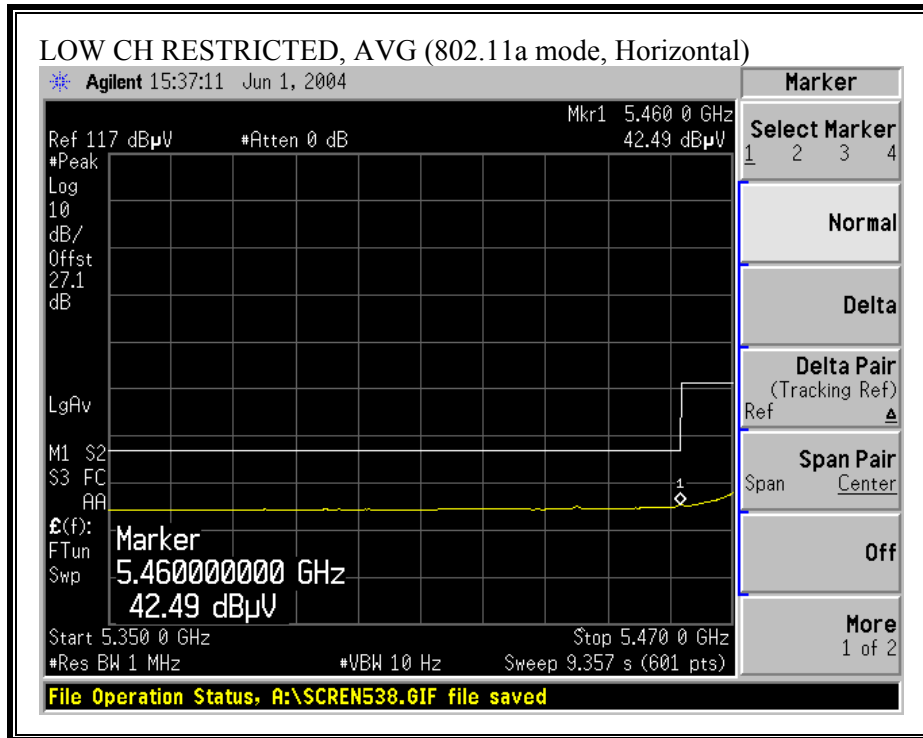 LOW CH RESTRICTED, AVG (802.11a mode, Horizontal)
Agilent 15:37:11 Jun 1, 2004
Marker
Mkr1 5.460 0 GHz
Ref 117 dBµV #Atten 0 dB 42.49 dBµV
#Peak
Log
10
dB/
Offst
27.1
dB
LgAv
M1 S2
S3 FC
AA
£(f):
FTun
Swp
1
Marker
5.460000000 GHz
42.49 dBµV
Start 5.350 0 GHz Stop 5.470 0 GHz
#Res BW 1 MHz #VBW 10 Hz Sweep 9.357 s (601 pts)
Select Marker
1 2 3 4
Normal
Delta
Delta Pair
(Tracking Ref)
Ref Δ
Span Pair
Span Center
Off
More
1 of 2
File Operation Status, A:\SCREN538.GIF file saved